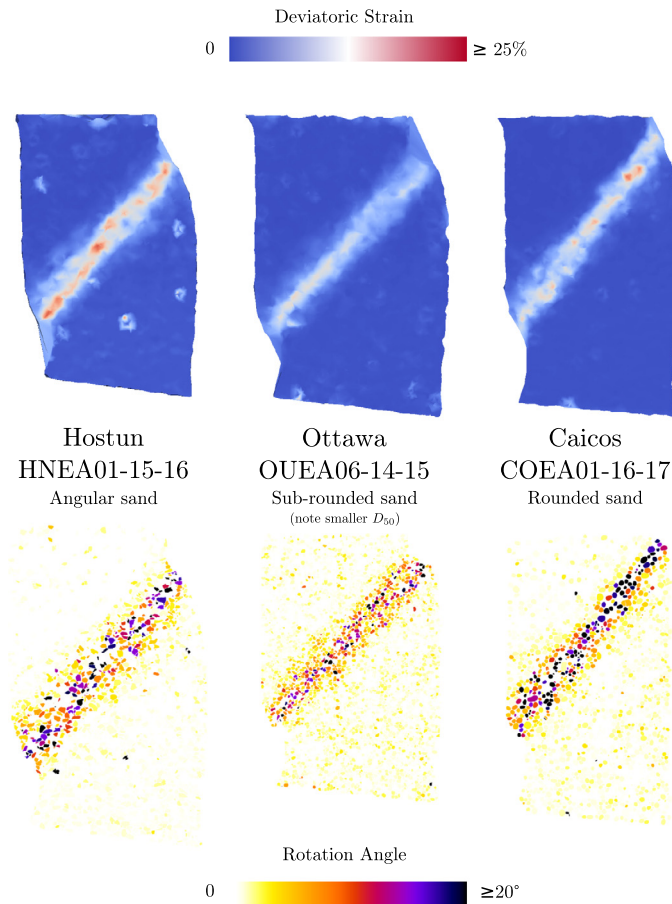 Deviatoric Strain
0
≥ 25%
Hostun
HNEA01-15-16
Angular sand
Ottawa
OUEA06-14-15
Sub-rounded sand
(note smaller D₅₀)
Caicos
COEA01-16-17
Rounded sand
Rotation Angle
0
≥20°